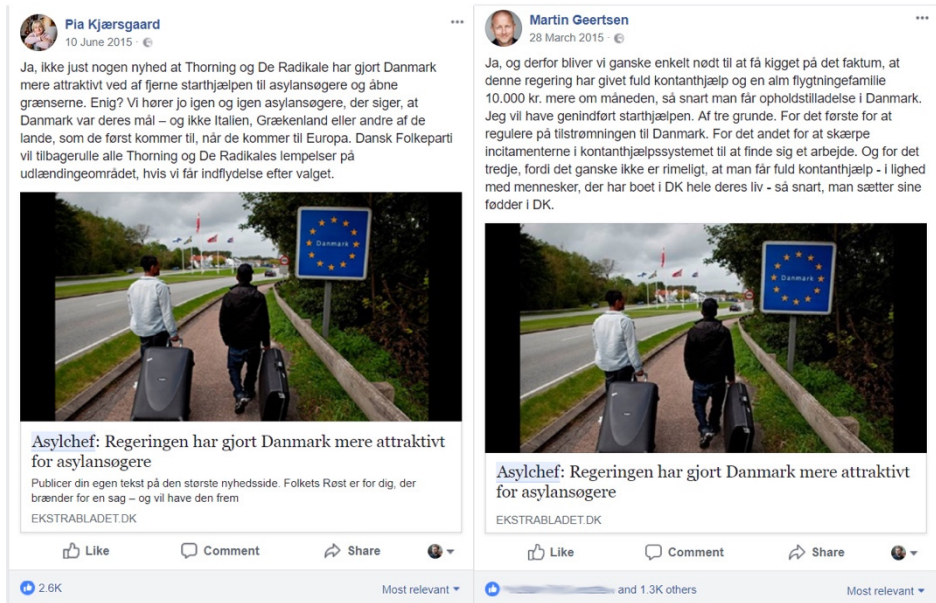 Pia Kjærsgaard
10 June 2015
Ja, ikke just nogen nyhed at Thorning og De Radikale har gjort Danmark
mere attraktivt ved af fjerne starthjælpen til asylansøgere og åbne
grænserne. Enig? Vi hører jo igen og igen asylansøgere, der siger, at
Danmark var deres mål – og ikke Italien, Grækenland eller andre af de
lande, som de først kommer til, når de kommer til Europa. Dansk Folkeparti
vil tilbagerulle alle Thorning og De Radikales lempelser på
udlændingeområdet, hvis vi får indflydelse efter valget.
Danmark
Asylchef: Regeringen har gjort Danmark mere attraktivt
for asylansøgere
Publicer din egen tekst på den største nyhedsside. Folkets Røst er for dig, der
brænder for en sag – og vil have den frem
EKSTRABLADET.DK
Like Comment Share
2.6K Most relevant
Martin Geertsen
28 March 2015
Ja, og derfor bliver vi ganske enkelt nødt til at få kigget på det faktum, at
denne regering har givet fuld kontanthjælp og en alm flygtningefamilie
10.000 kr. mere om måneden, så snart man får opholdstilladelse i Danmark.
Jeg vil have genindført starthjælpen. Af tre grunde. For det første for at
regulere på tilstrømningen til Danmark. For det andet for at skærpe
incitamenterne i kontanthjælpssystemet til at finde sig et arbejde. Og for det
tredje, fordi det ganske ikke er rimeligt, at man får fuld kontanthjælp - i lighed
med mennesker, der har boet i DK hele deres liv - så snart, man sætter sine
fødder i DK.
Danmark
Asylchef: Regeringen har gjort Danmark mere attraktivt
for asylansøgere
EKSTRABLADET.DK
Like Comment Share
and 1.3K others Most relevant